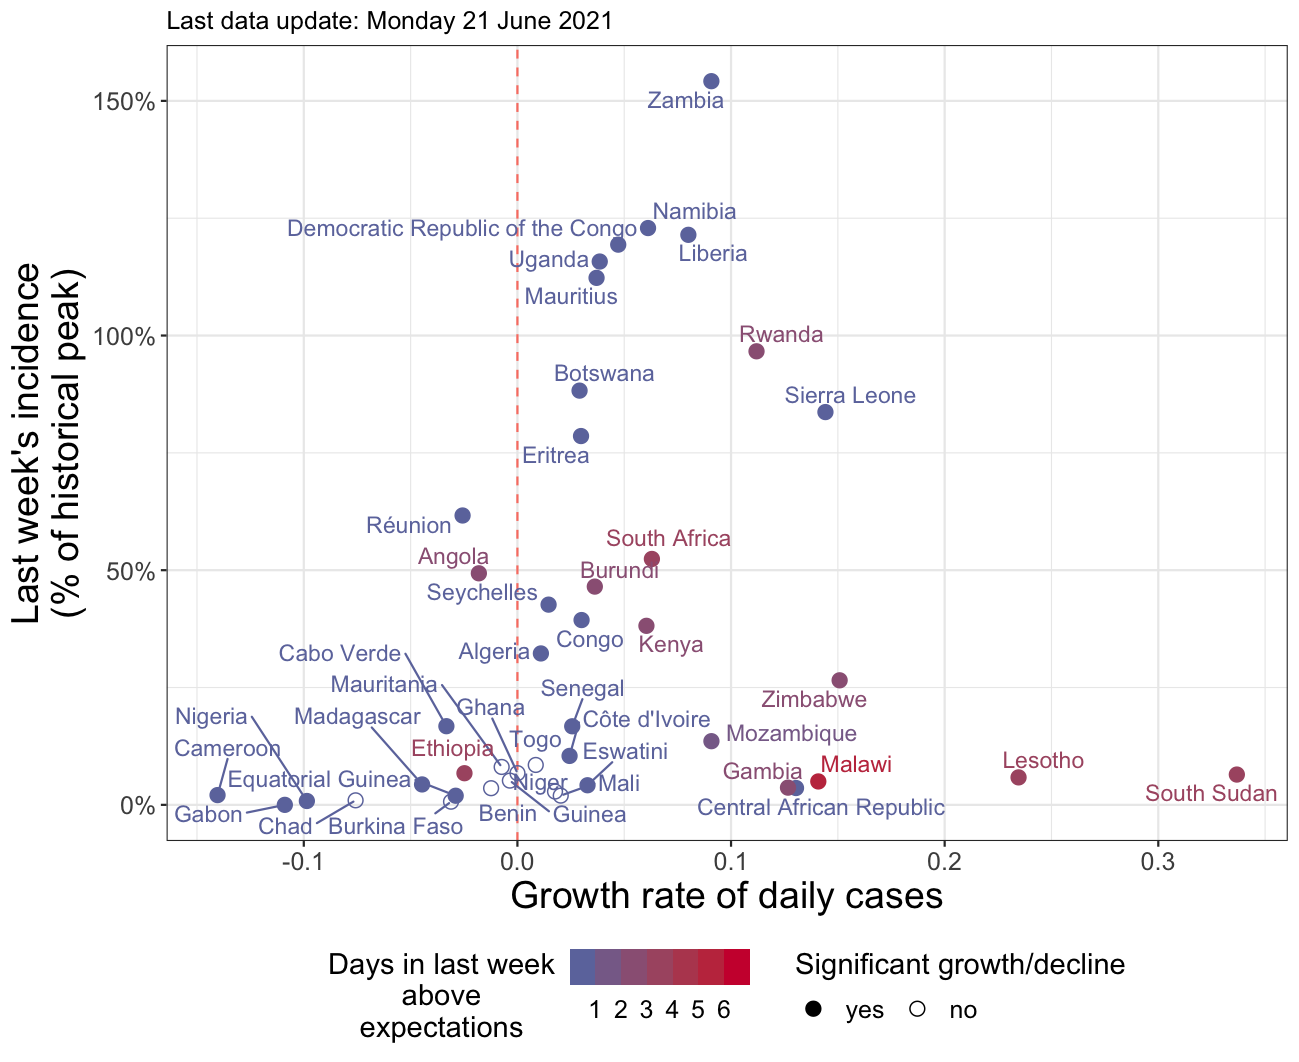 Last data update: Monday 21 June 2021
Last week's incidence
(% of historical peak)
150%
100%
50%
0%
Zambia
Namibia
Democratic Republic of the Congo
Liberia
Uganda
Mauritius
Rwanda
Botswana
Sierra Leone
Eritrea
Réunion
South Africa
Angola
Burundi
Seychelles
Congo
Kenya
Cabo Verde
Algeria
Mauritania
Senegal
Zimbabwe
Ghana
Nigeria
Madagascar
Côte d'Ivoire
Togo
Mozambique
Cameroon
Ethiopia
Eswatini
Lesotho
Malawi
Gambia
Equatorial Guinea
Niger
Mali
South Sudan
Central African Republic
Gabon
Benin
Guinea
Chad
Burkina Faso
-0.1
0.0
0.1
0.2
0.3
Growth rate of daily cases
Days in last week
above
expectations
1 2 3 4 5 6
Significant growth/decline
yes
no